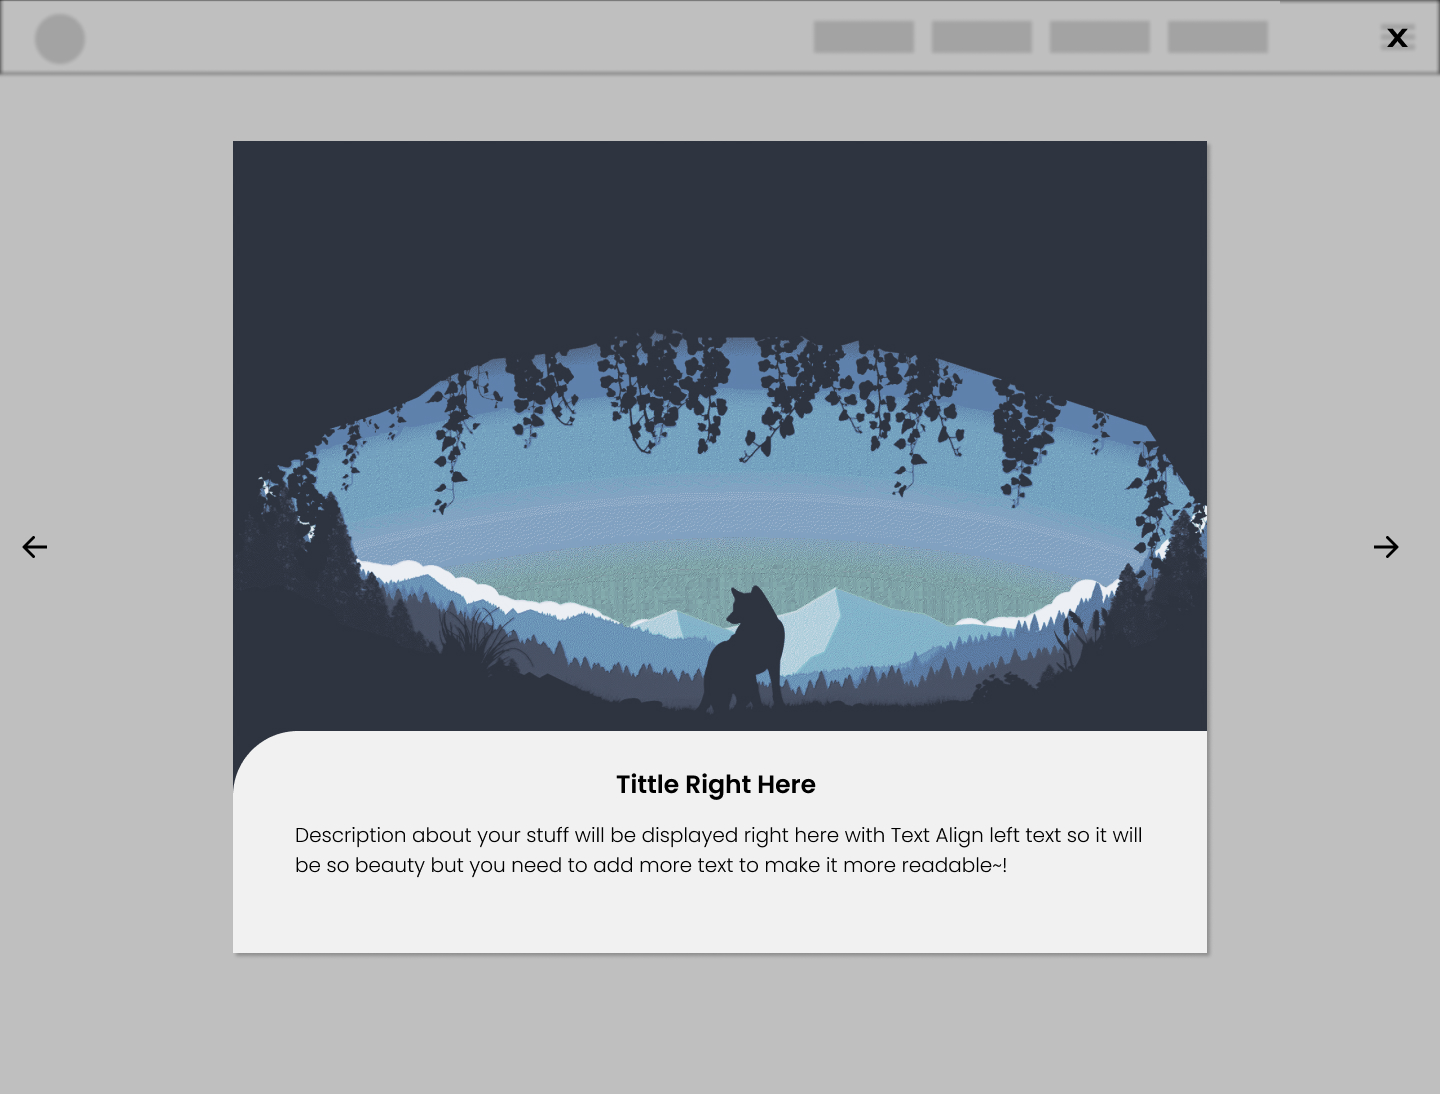 X
Tittle Right Here
Description about your stuff will be displayed right here with Text Align left text so it will
be so beauty but you need to add more text to make it more readable~!